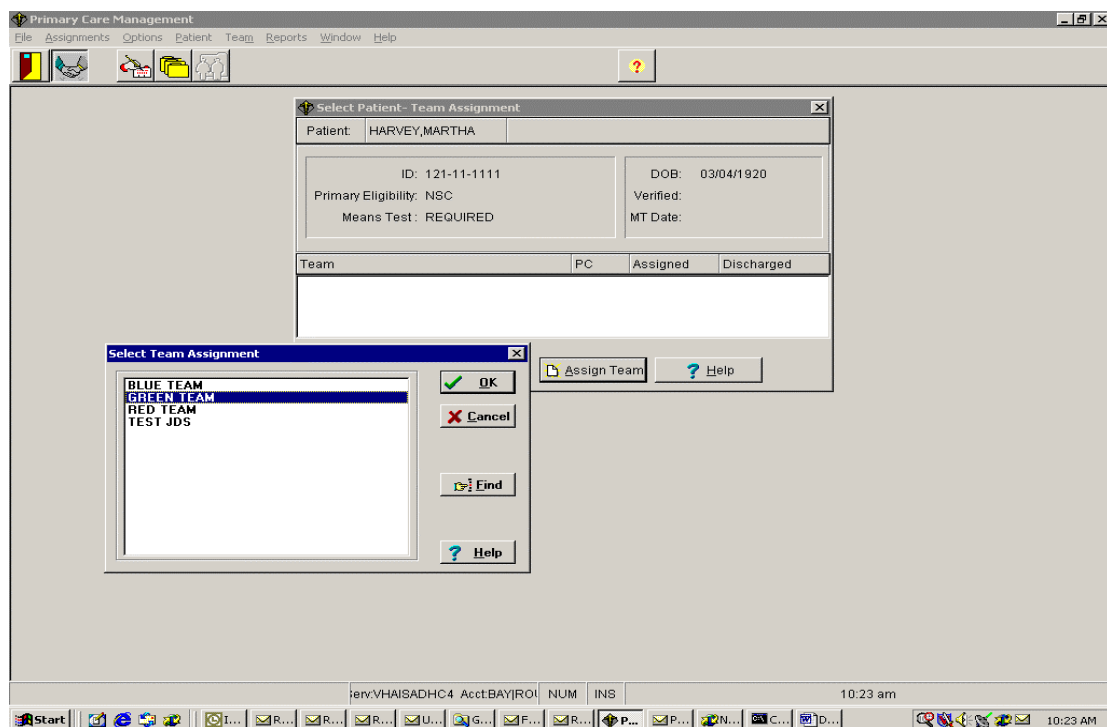 Primary Care Management
File Assignments Options Patient Team Reports Window Help
Select Patient- Team Assignment
Patient: HARVEY,MARTHA
ID: 121-11-1111
DOB: 03/04/1920
Primary Eligibility: NSC
Verified:
Means Test : REQUIRED
MT Date:
Team PC Assigned Discharged
Assign Team
? Help
Select Team Assignment
BLUE TEAM
GREEN TEAM
RED TEAM
TEST JDS
OK
Cancel
Find
? Help
erv:VHAISADHC4 Acct:BAY|ROU NUM INS 10:23 am
Start I... R... R... R... U... G... F... R... P... P... N... C... D... 10:23 AM